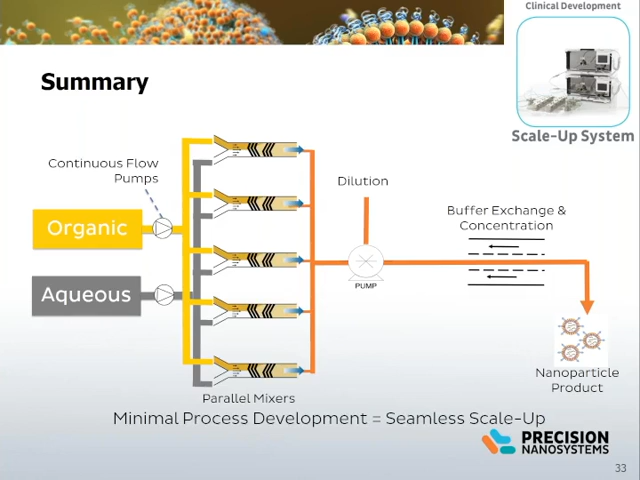 Clinical Development
Scale-Up System
Summary
Continuous Flow
Pumps
Organic
Aqueous
Dilution
PUMP
Buffer Exchange &
Concentration
Nanoparticle
Product
Parallel Mixers
Minimal Process Development = Seamless Scale-Up
PRECISION
NANOSYSTEMS
33